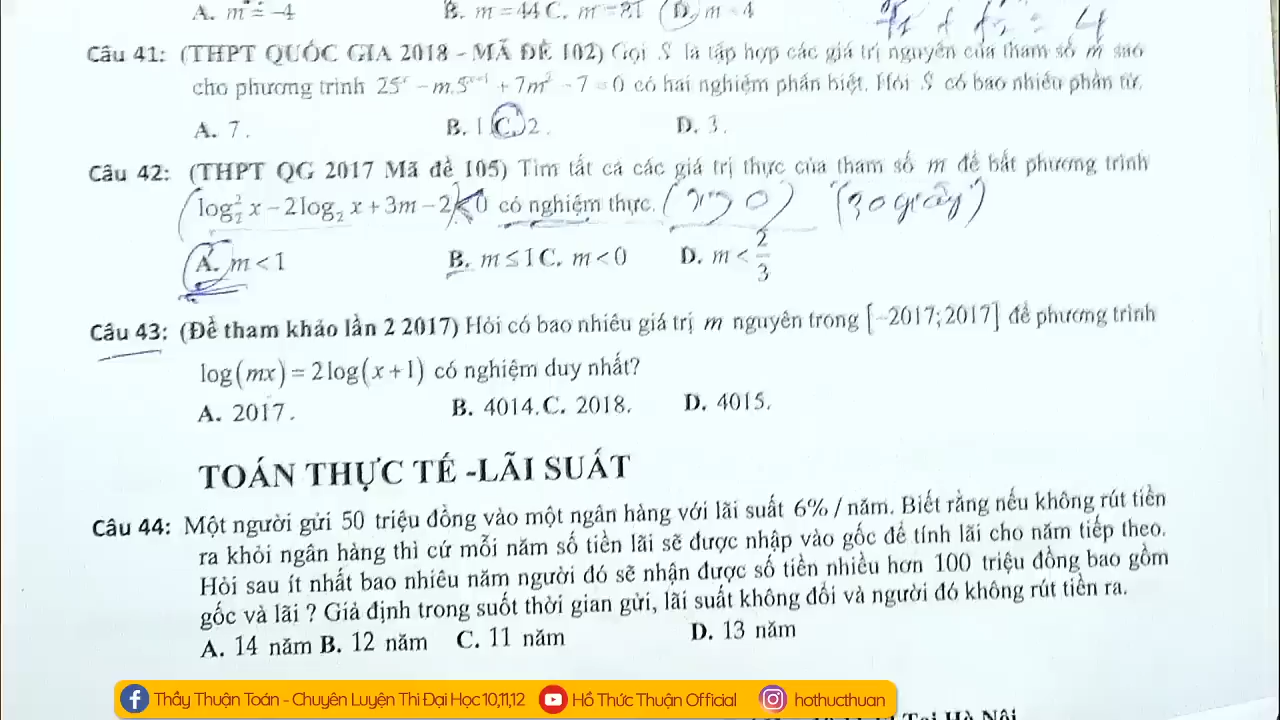 A. m = -4 B. m = 44 C. m = 81 D. m = 4
Câu 41: (THPT QUỐC GIA 2018 - MÃ ĐỀ 102) Gọi S là tập hợp các giá trị nguyên của tham số m sao
cho phương trình 25^x - m.5^{x+1} + 7m^2 - 7 = 0 có hai nghiệm phân biệt. Hỏi S có bao nhiêu phần tử.
A. 7. B. 1 C. 2. D. 3.
Câu 42: (THPT QG 2017 Mã đề 105) Tìm tất cả các giá trị thực của tham số m để bất phương trình
log_2^2 x - 2log_2 x + 3m - 2 < 0 có nghiệm thực. (x>0) (30 giây)
A. m < 1 B. m ≤ 1 C. m < 0 D. m < 2/3
Câu 43: (Đề tham khảo lần 2 2017) Hỏi có bao nhiêu giá trị m nguyên trong [-2017;2017] để phương trình
log(mx) = 2log(x+1) có nghiệm duy nhất?
A. 2017. B. 4014. C. 2018. D. 4015.
TOÁN THỰC TẾ -LÃI SUẤT
Câu 44: Một người gửi 50 triệu đồng vào một ngân hàng với lãi suất 6% / năm. Biết rằng nếu không rút tiền
ra khỏi ngân hàng thì cứ mỗi năm số tiền lãi sẽ được nhập vào gốc để tính lãi cho năm tiếp theo.
Hỏi sau ít nhất bao nhiêu năm người đó sẽ nhận được số tiền nhiều hơn 100 triệu đồng bao gồm
gốc và lãi ? Giả định trong suốt thời gian gửi, lãi suất không đổi và người đó không rút tiền ra.
A. 14 năm B. 12 năm C. 11 năm D. 13 năm
Thầy Thuận Toán - Chuyên Luyện Thi Đại Học 10,11,12 Hồ Thức Thuận Official hothucthuan
Tại Hà Nội